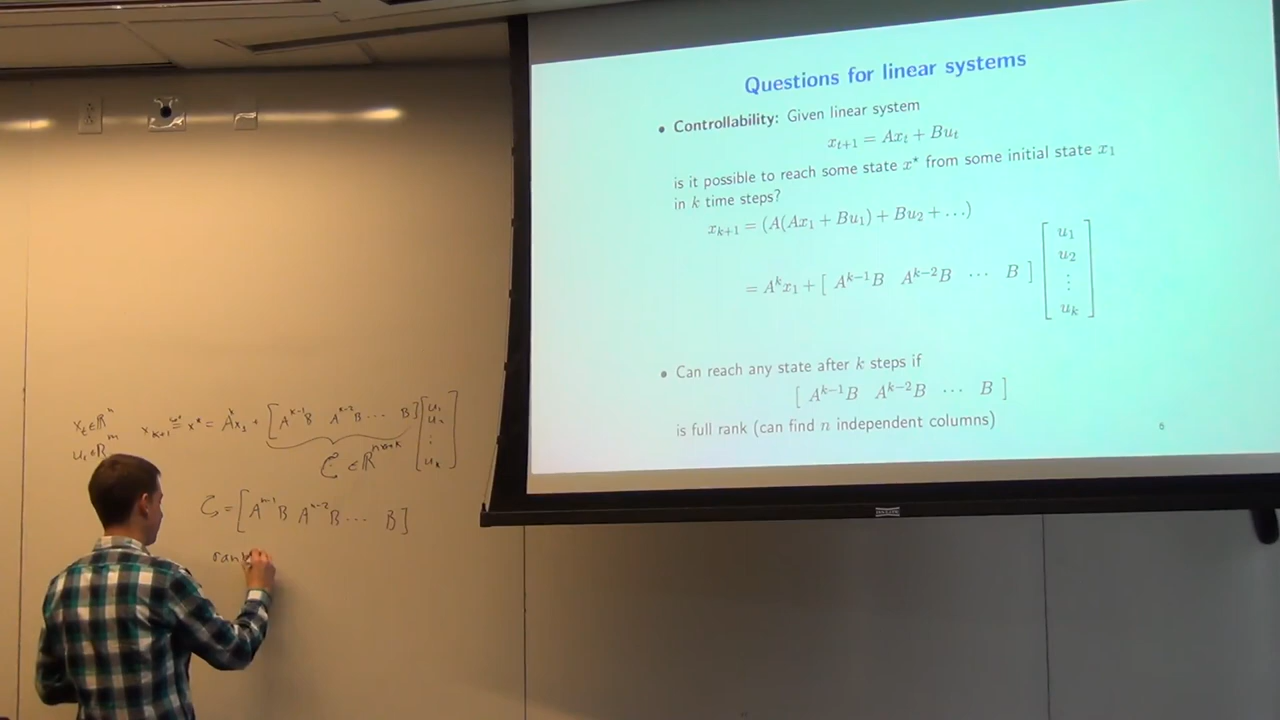 Questions for linear systems
• Controllability: Given linear system
x_{t+1} = Ax_t + Bu_t
is it possible to reach some state x* from some initial state x_1
in k time steps?
x_{k+1} = (A(Ax_1 + Bu_1) + Bu_2 + …)
= A^k x_1 + [ A^{k−1}B A^{k−2}B ⋯ B ] [ u_1 u_2 ⋮ u_k ]
• Can reach any state after k steps if
[ A^{k−1}B A^{k−2}B ⋯ B ]
is full rank (can find n independent columns)
6
x_t ∈ ℝ^n
x_{k+1} = x* = A^k x_1 + [ A^{k-1}B A^{k-2}B ⋯ B ] [ u_1 u_2 ⋮ u_k ]
∈ ℝ^m
C ∈ ℝ
C = [ A^{n-1}B A^{n-2}B ⋯ B ]
rank